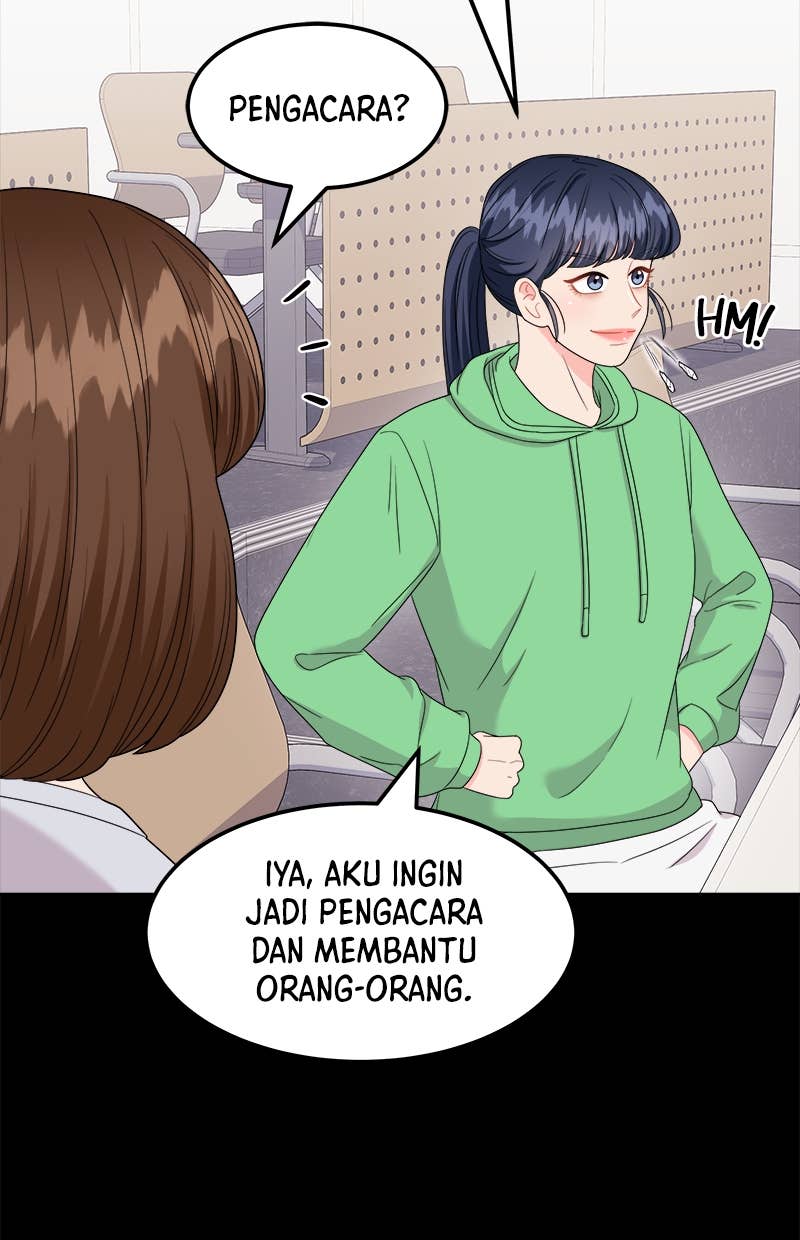 PENGACARA?
HM!
IYA, AKU INGIN
JADI PENGACARA
DAN MEMBANTU
ORANG-ORANG.